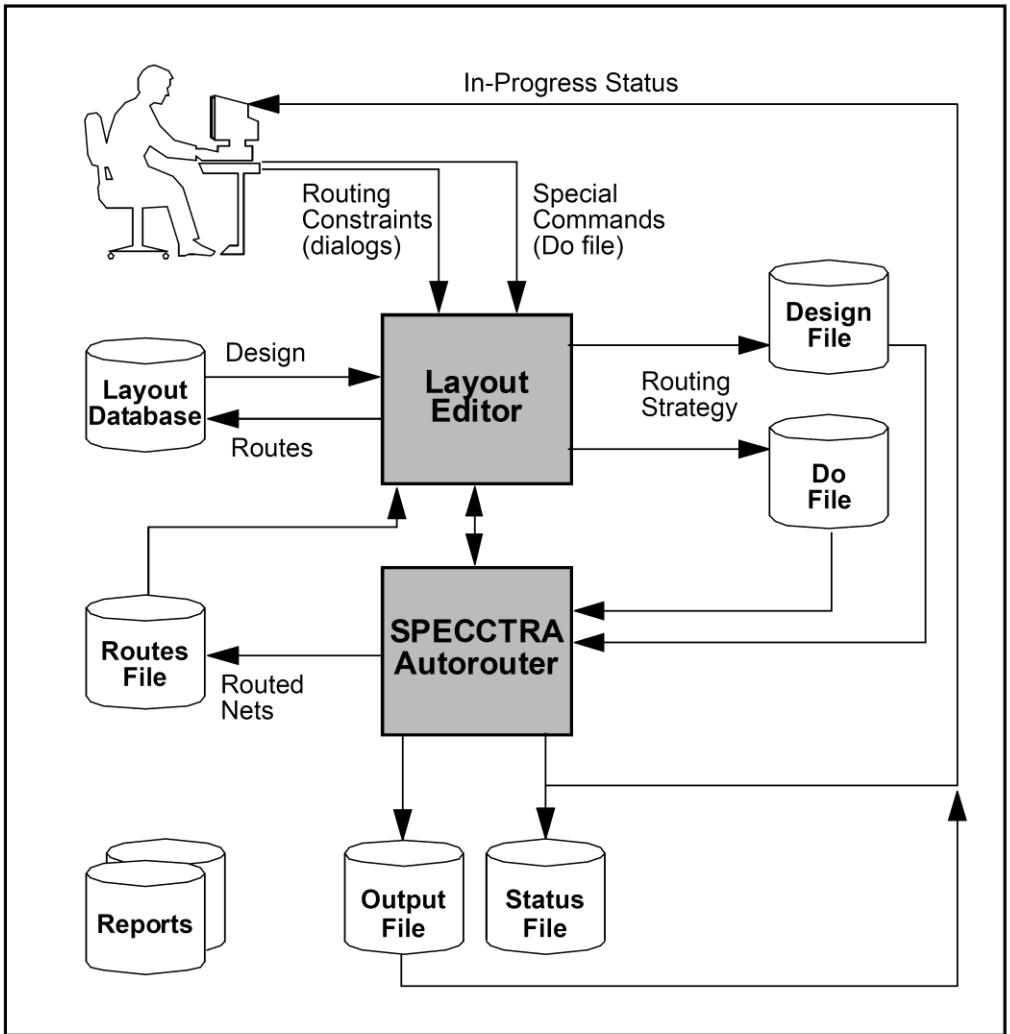 In-Progress Status
Routing
Constraints
(dialogs)
Special
Commands
(Do file)
Design
File
Design
Layout
Database
Layout
Editor
Routing
Strategy
Routes
Do
File
SPECCTRA
Autorouter
Routes
File
Routed
Nets
Reports
Output
File
Status
File